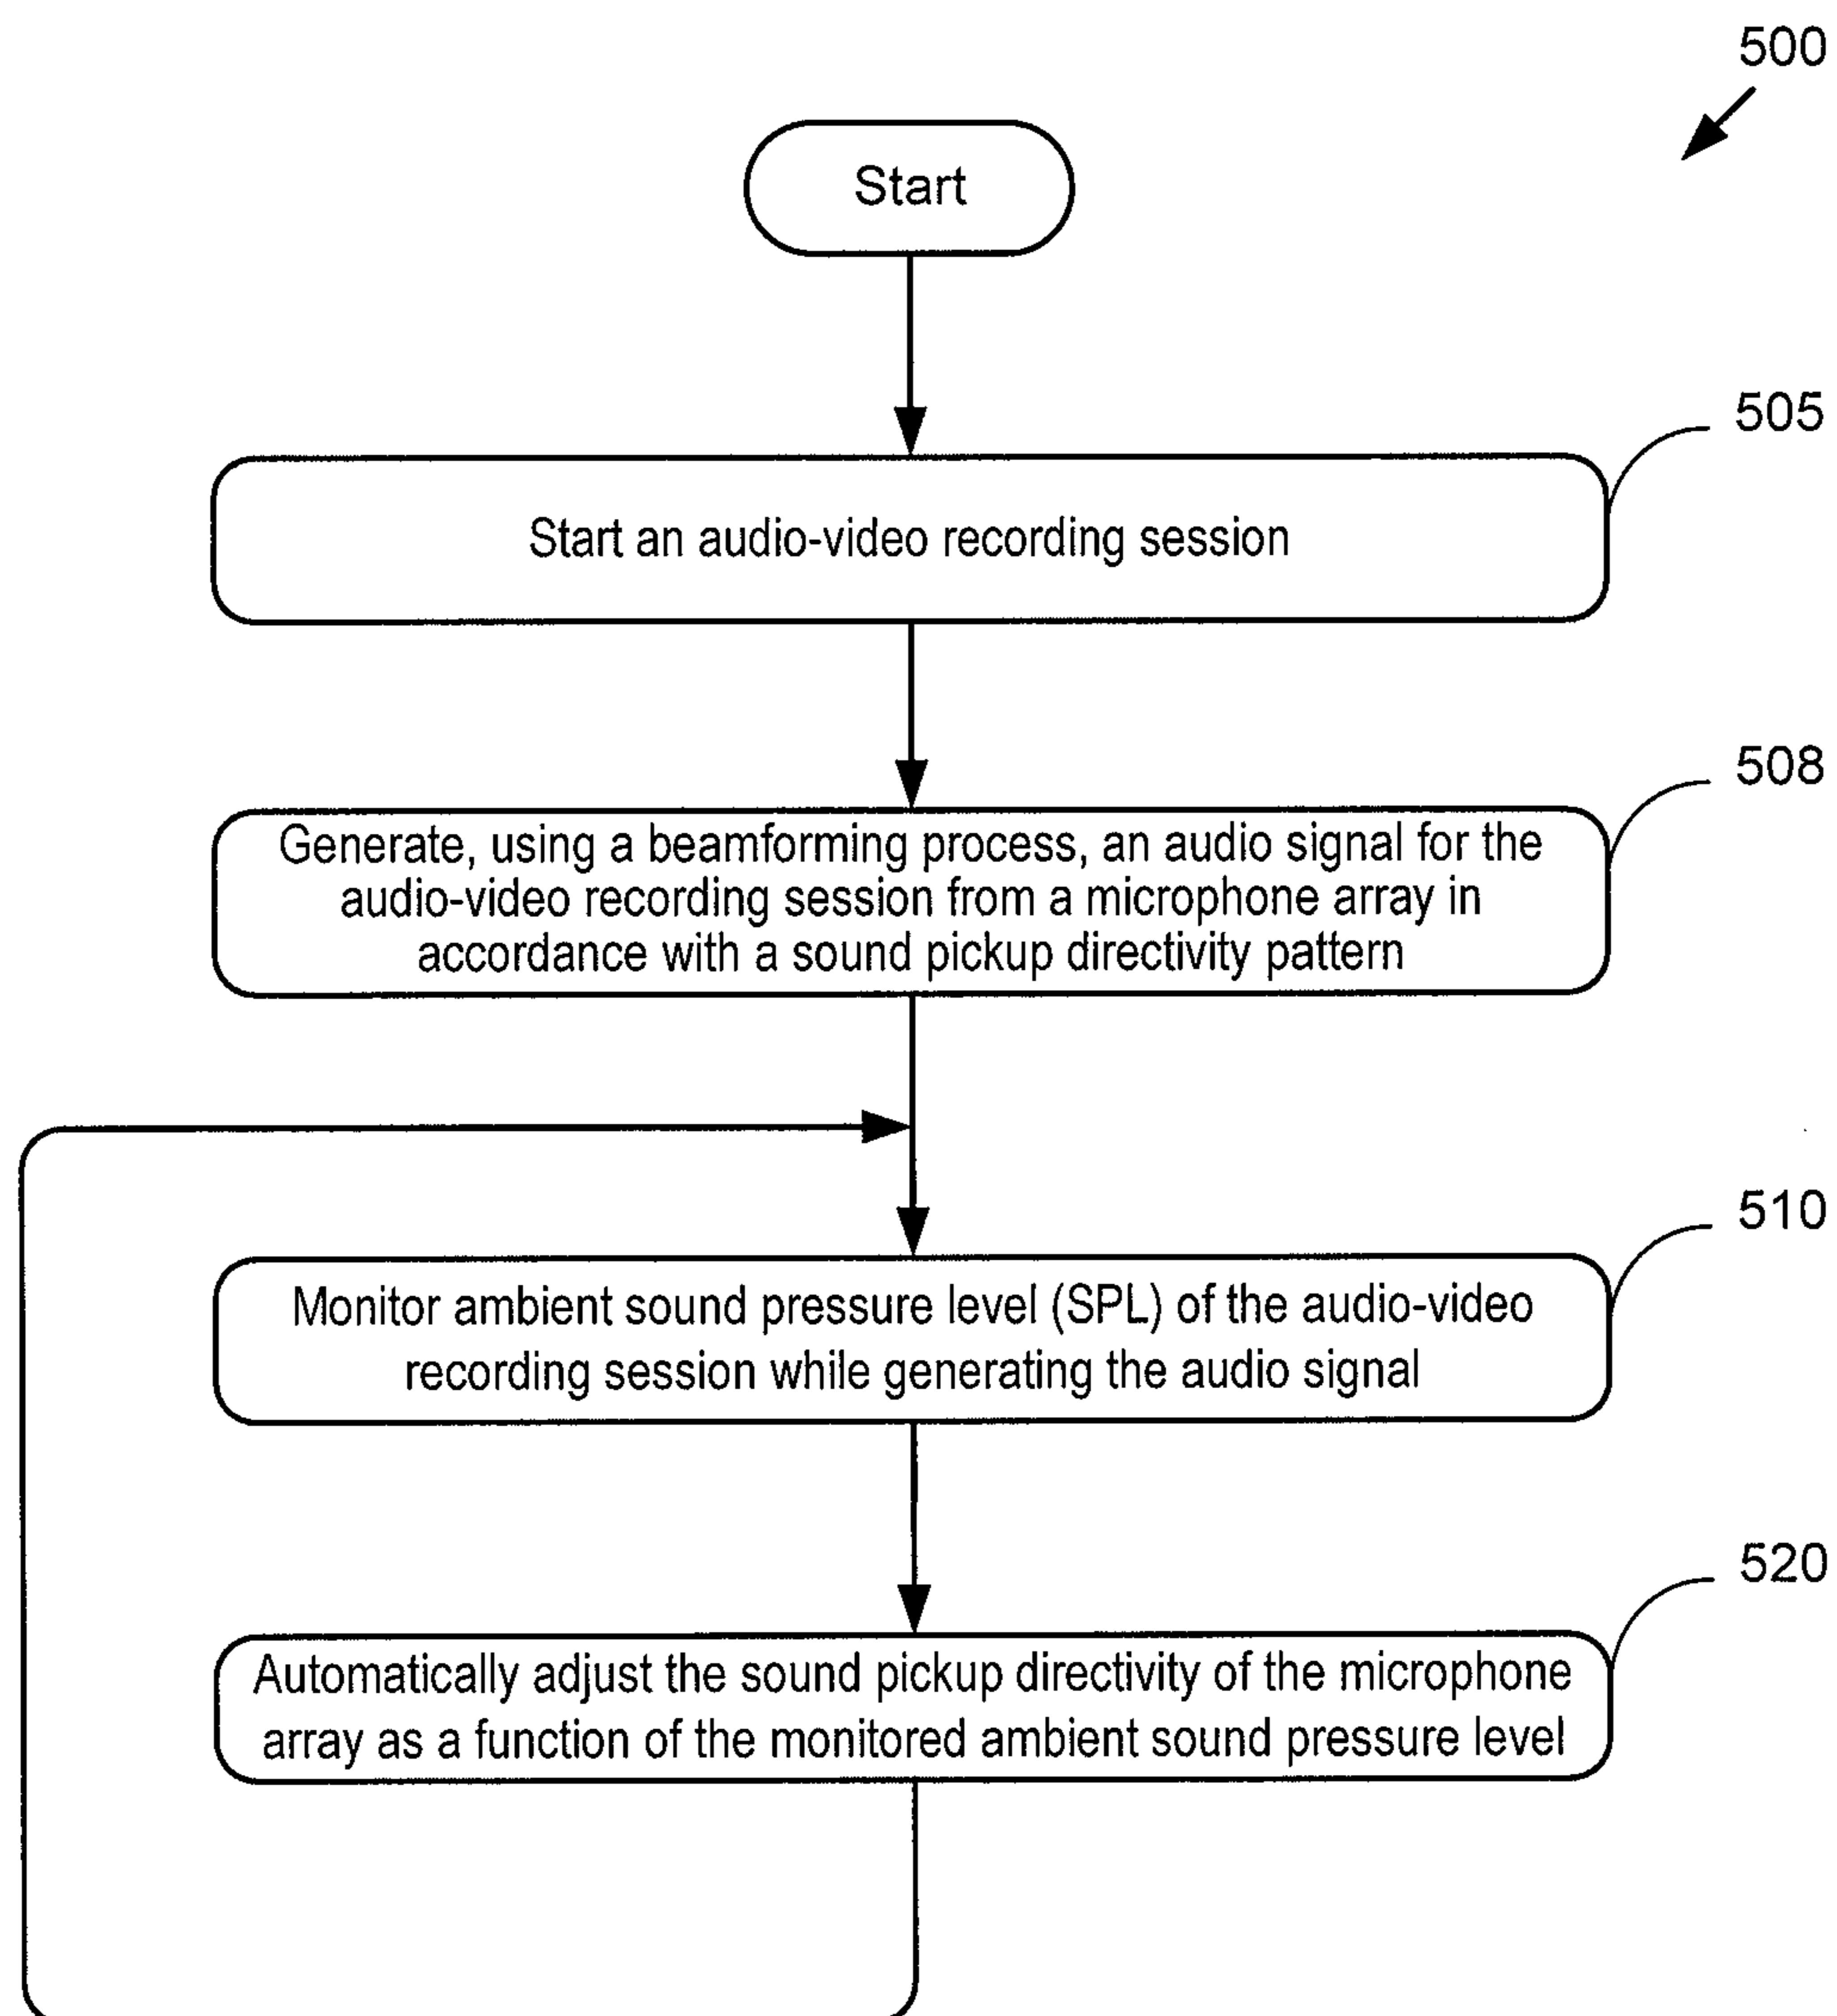 500
Start
505
Start an audio-video recording session
508
Generate, using a beamforming process, an audio signal for the
audio-video recording session from a microphone array in
accordance with a sound pickup directivity pattern
510
Monitor ambient sound pressure level (SPL) of the audio-video
recording session while generating the audio signal
520
Automatically adjust the sound pickup directivity of the microphone
array as a function of the monitored ambient sound pressure level